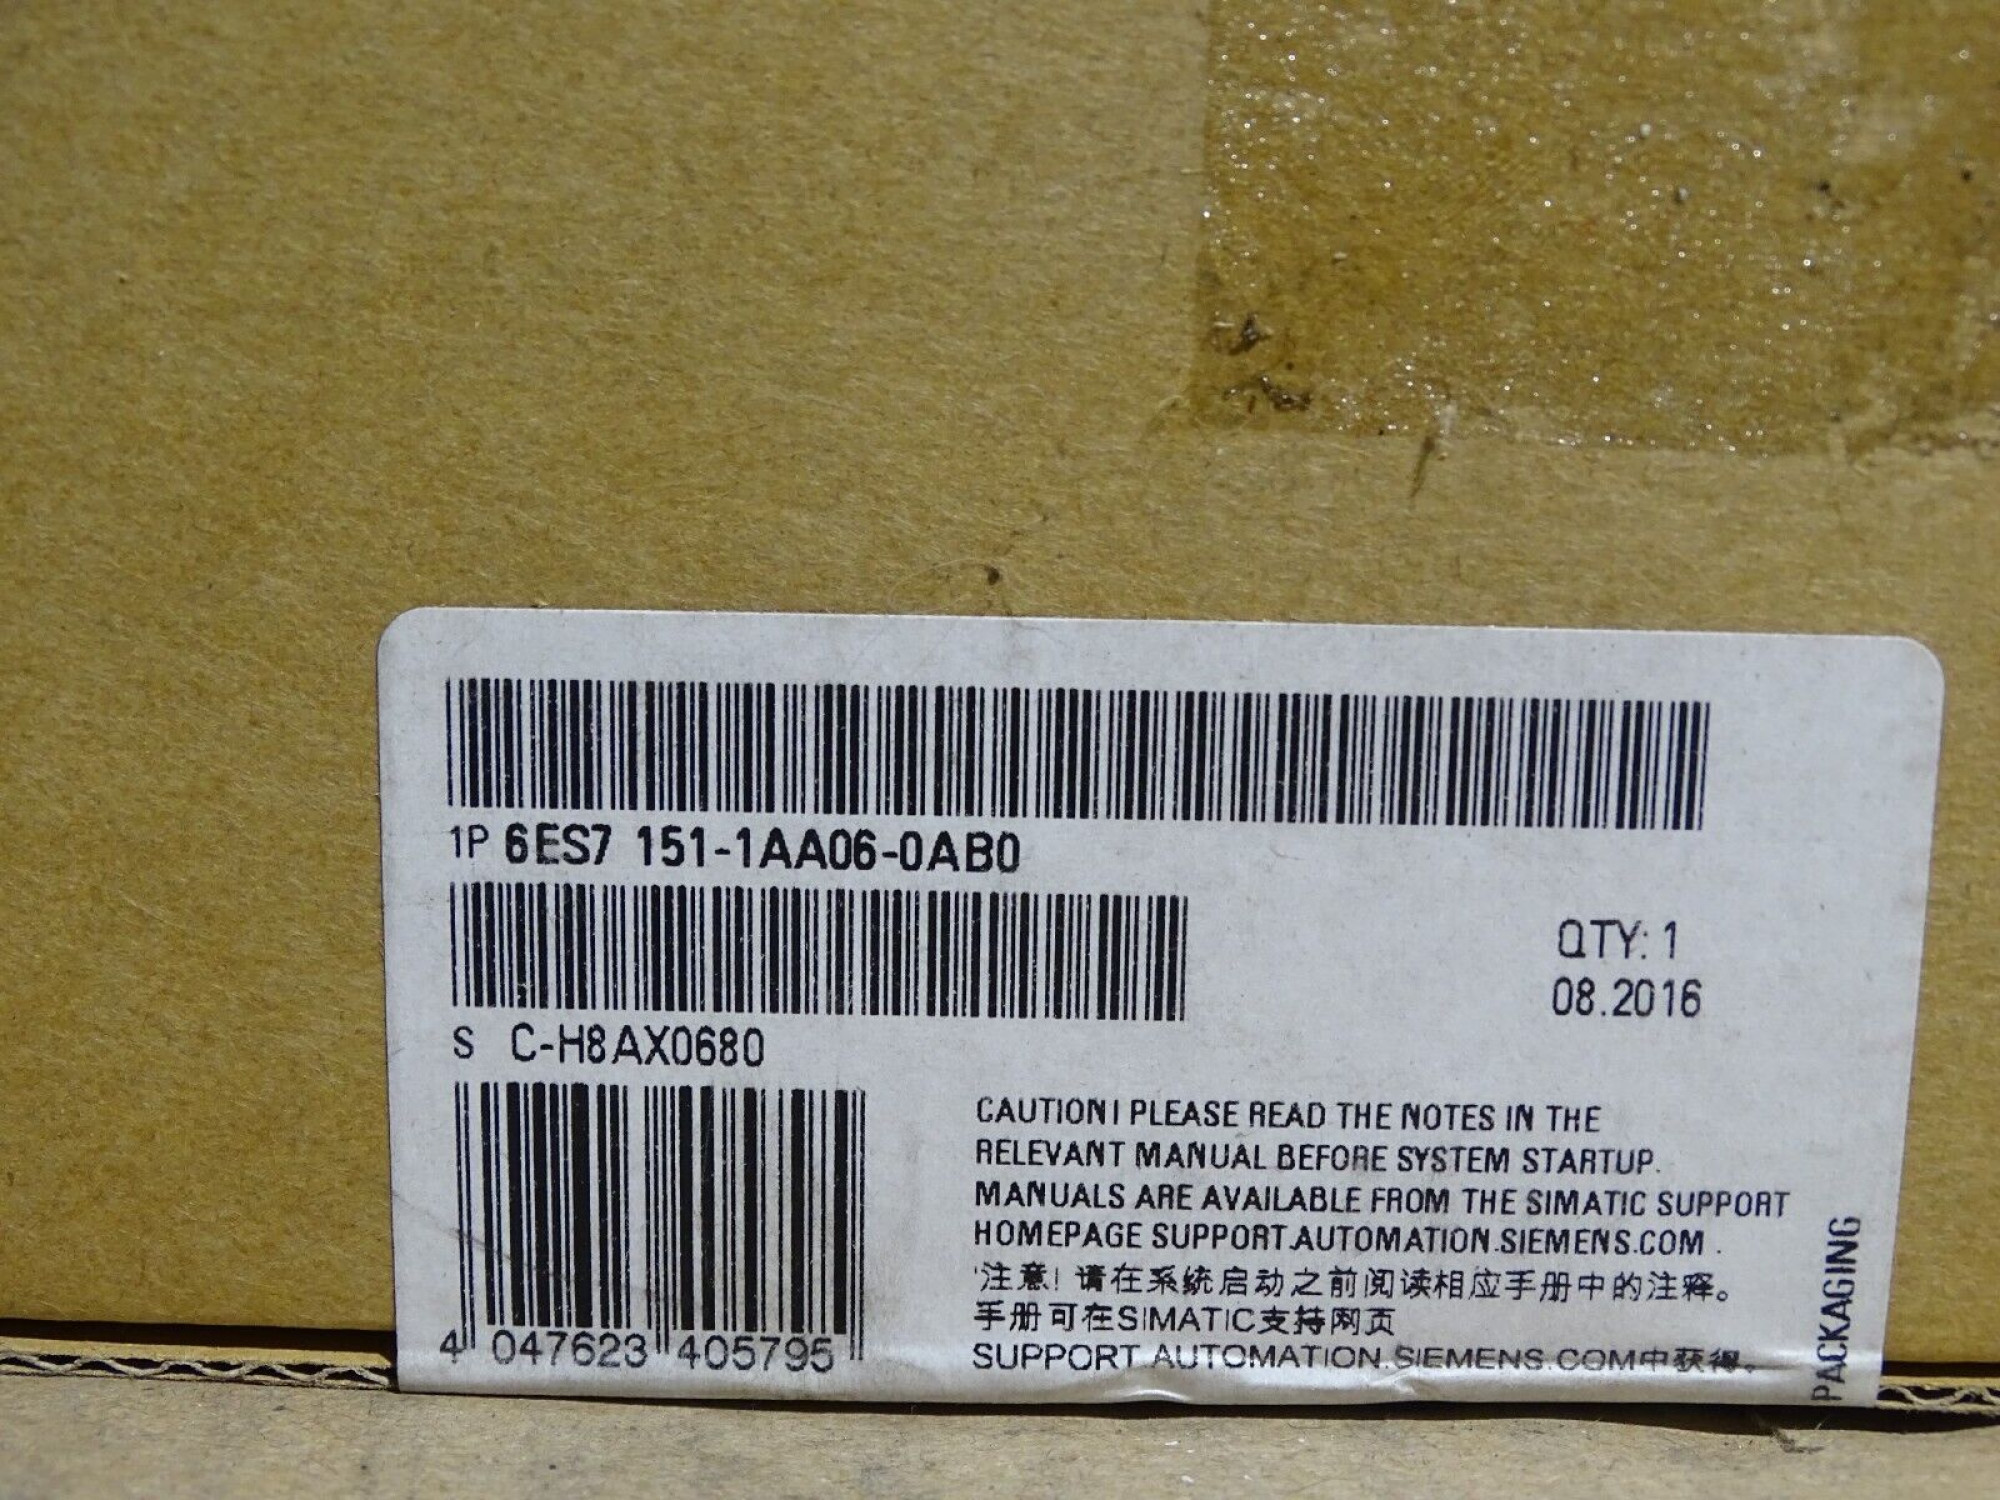 1P 6ES7 151-1AA06-0AB0
QTY: 1
08.2016
S C-H8AX0680
CAUTION! PLEASE READ THE NOTES IN THE
RELEVANT MANUAL BEFORE SYSTEM STARTUP.
MANUALS ARE AVAILABLE FROM THE SIMATIC SUPPORT
HOMEPAGE SUPPORT.AUTOMATION.SIEMENS.COM .
注意! 请在系统启动之前阅读相应手册中的注释。
手册可在SIMATIC支持网页
SUPPORT AUTOMATION.SIEMENS.COM中获得。
4 047623 405795
PACKAGING